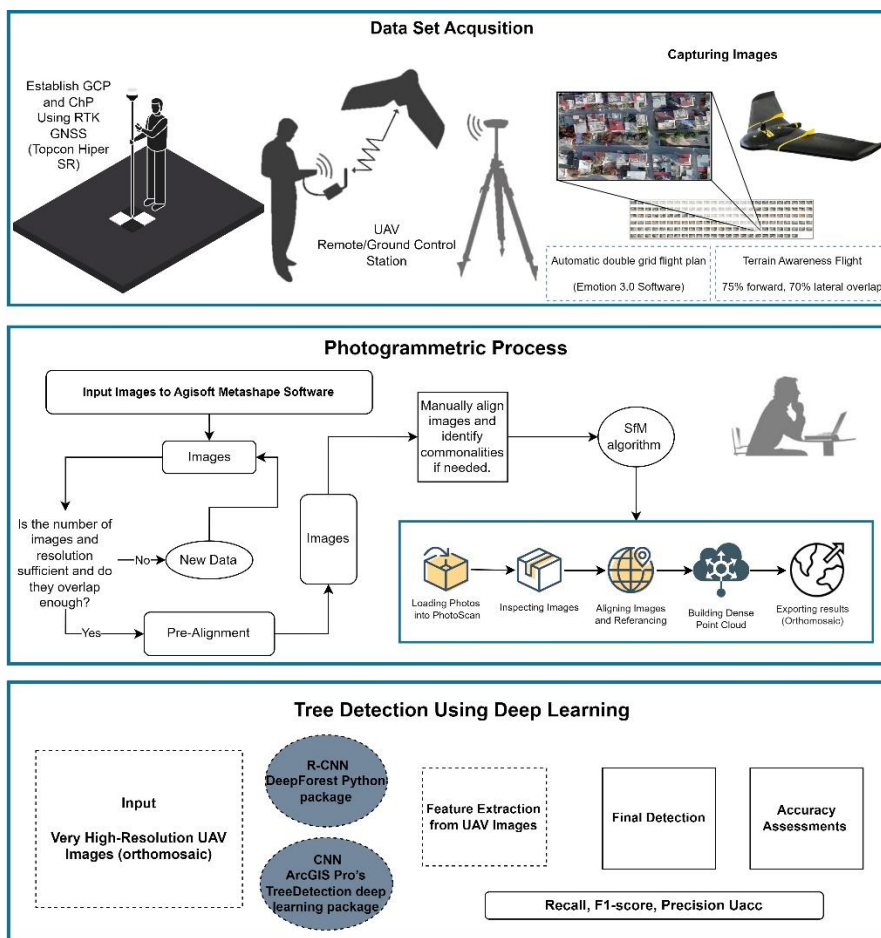 Data Set Acqusition
Establish GCP
and ChP
Using RTK
GNSS
(Topcon Hiper
SR)
UAV
Remote/Ground Control
Station
Capturing Images
Automatic double grid flight plan
(Emotion 3.0 Software)
Terrain Awareness Flight
75% forward, 70% lateral overlap
Photogrammetric Process
Input Images to Agisoft Metashape Software
Images
Is the number of
images and
resolution
sufficient and do
they overlap
enough?
No
New Data
Yes
Pre-Alignment
Images
Manually align
images and
identify
commonalities
if needed.
SfM
algorithm
Loading Photos
into PhotoScan
Inspecting Images
Aligning Images
and Referancing
Building Dense
Point Cloud
Exporting results
(Orthomosaic)
Tree Detection Using Deep Learning
Input
Very High-Resolution UAV
Images (orthomosaic)
R-CNN
DeepForest Python
package
CNN
ArcGIS Pro's
TreeDetection deep
learning package
Feature Extraction
from UAV Images
Final Detection
Accuracy
Assessments
Recall, F1-score, Precision Uacc